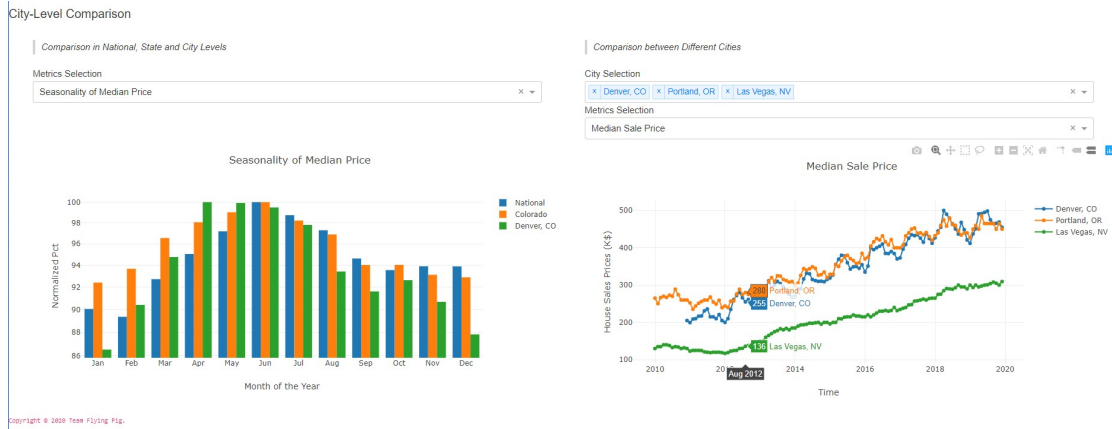 City-Level Comparison
Comparison in National, State and City Levels
Metrics Selection
Seasonality of Median Price
× 
Seasonality of Median Price
Normalized Pct
100
98
96
94
92
90
88
86
Jan Feb Mar Apr May Jun Jul Aug Sep Oct Nov Dec
Month of the Year
National
Colorado
Denver, CO
Comparison between Different Cities
City Selection
× Denver, CO × Portland, OR × Las Vegas, NV ×
Metrics Selection
Median Sale Price ×
Median Sale Price
House Sales Prices (K$)
500
400
300
200
100
280 Portland, OR
255 Denver, CO
136 Las Vegas, NV
Aug 2012
2010 2014 2016 2018 2020
Time
Denver, CO
Portland, OR
Las Vegas, NV
Copyright © 2020 Team Flying Pig.